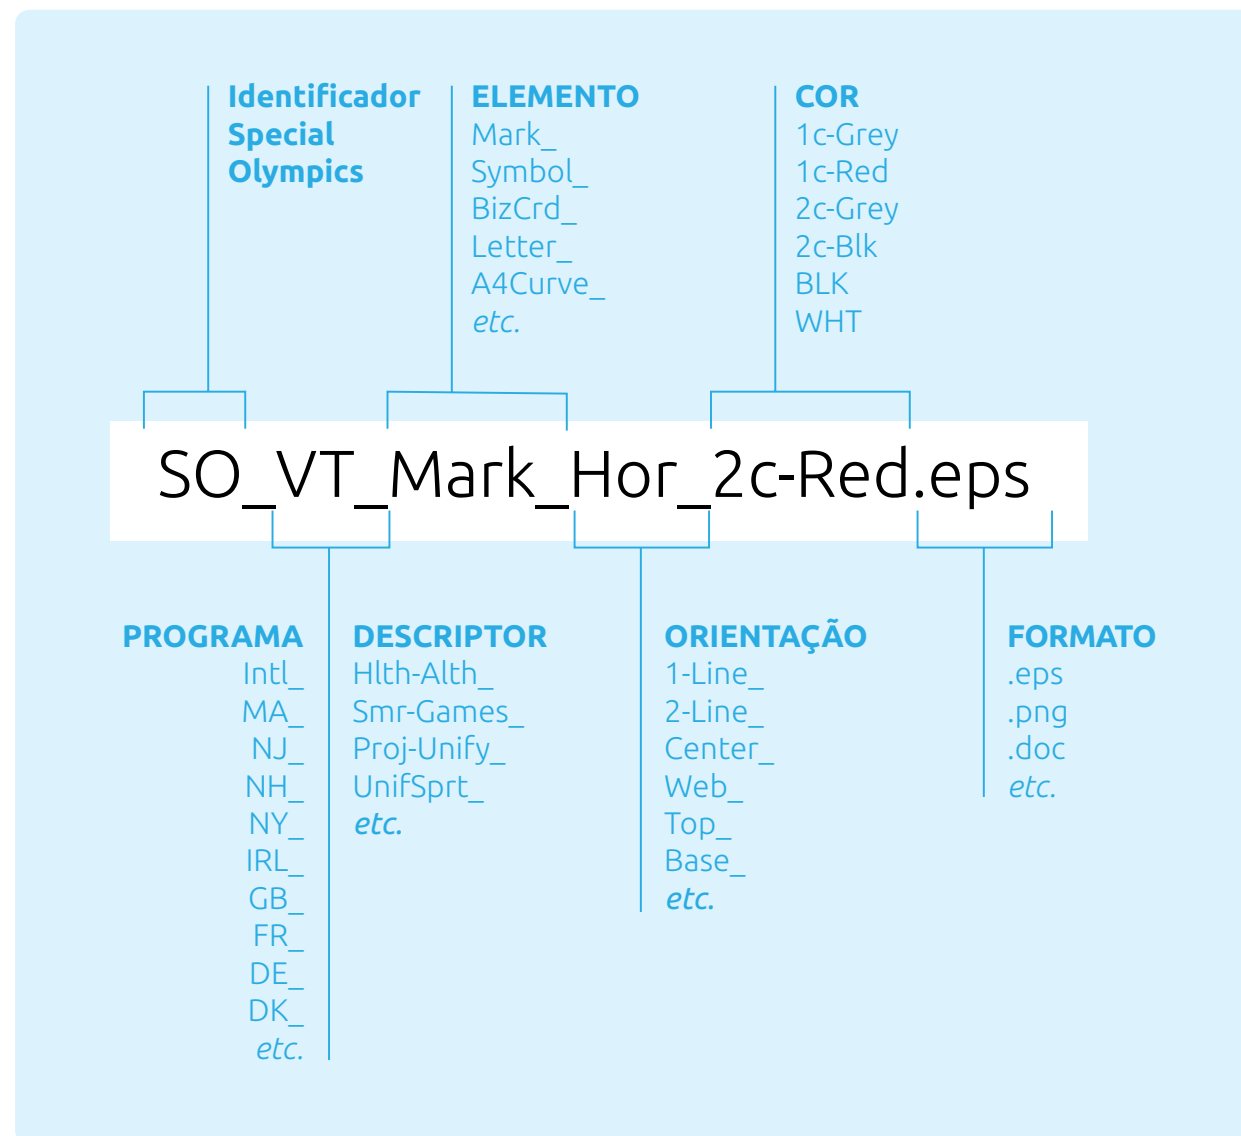 Identificador
Special
Olympics
ELEMENTO
Mark_
Symbol_
BizCrd_
Letter_
A4Curve_
etc.
COR
1c-Grey
1c-Red
2c-Grey
2c-Blk
BLK
WHT
SO_VT_Mark_Hor_2c-Red.eps
PROGRAMA
Intl_
MA_
NJ_
NH_
NY_
IRL_
GB_
FR_
DE_
DK_
etc.
DESCRIPTOR
Hlth-Alth_
Smr-Games_
Proj-Unify_
UnifSprt_
etc.
ORIENTAÇÃO
1-Line_
2-Line_
Center_
Web_
Top_
Base_
etc.
FORMATO
.eps
.png
.doc
etc.